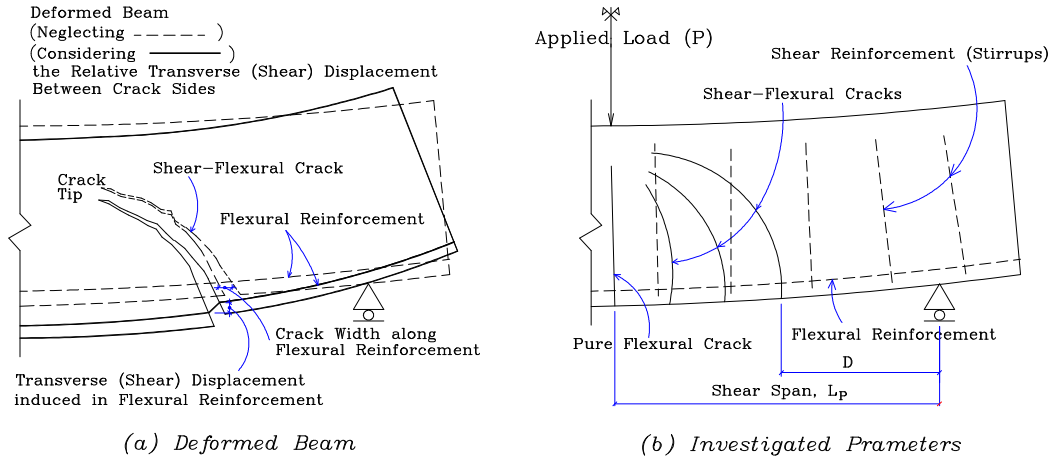 Deformed Beam
(Neglecting )
(Considering )
the Relative Transverse (Shear) Displacement
Between Crack Sides
Shear-Flexural Crack
Crack
Tip
Flexural Reinforcement
Crack Width along
Flexural Reinforcement
Transverse (Shear) Displacement
induced in Flexural Reinforcement
(a) Deformed Beam
Applied Load (P)
Shear Reinforcement (Stirrups)
Shear-Flexural Cracks
Pure Flexural Crack
Flexural Reinforcement
D
Shear Span, LP
(b) Investigated Prameters